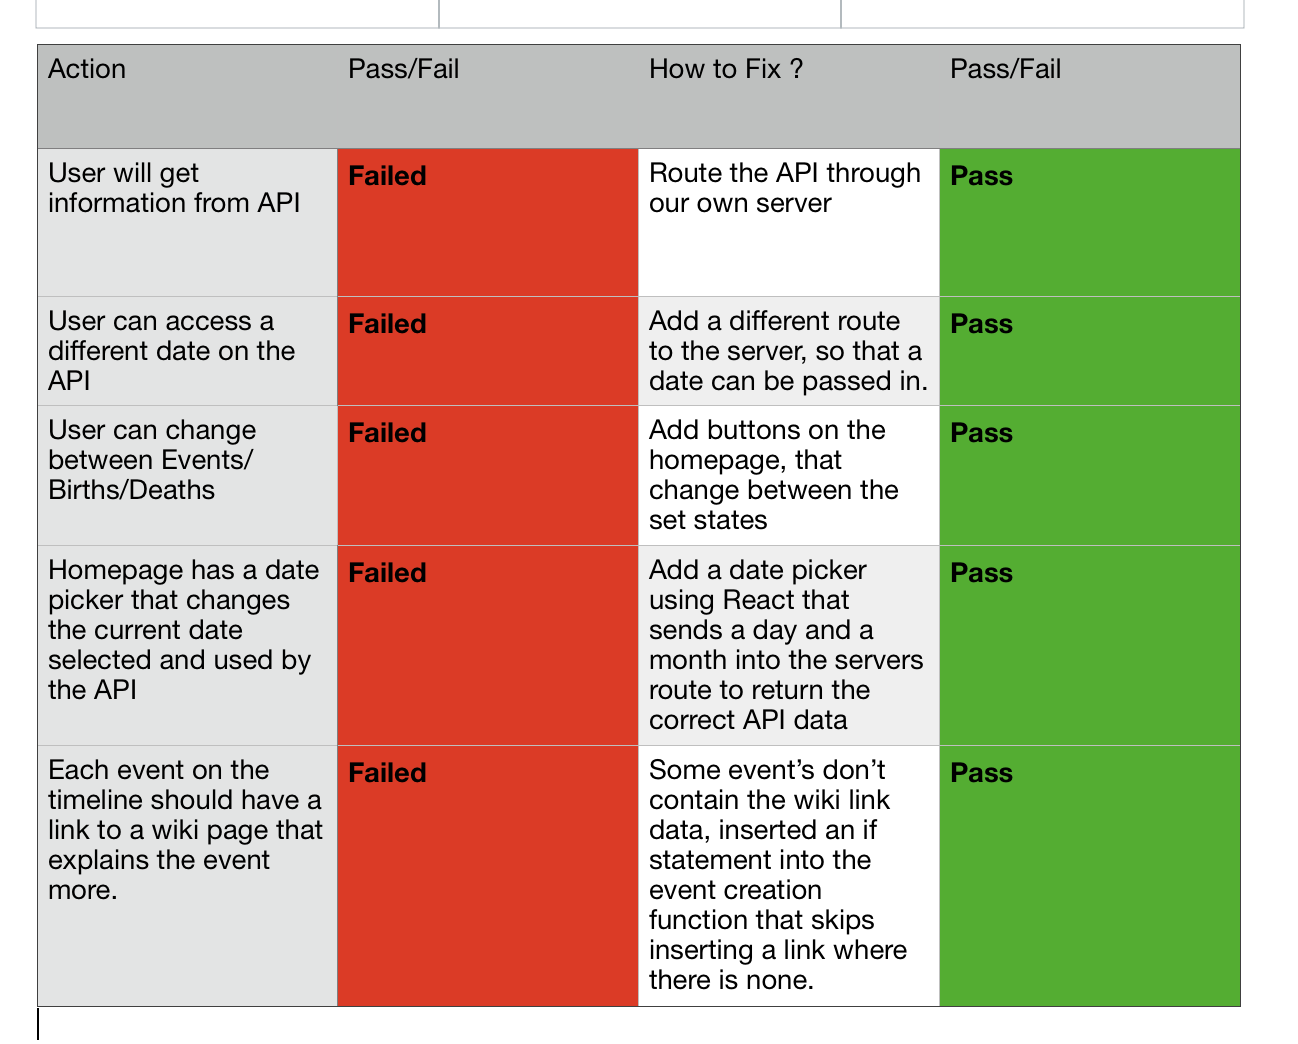 Action
Pass/Fail
How to Fix ?
Pass/Fail
User will get
information from API
Failed
Route the API through
our own server
Pass
User can access a
different date on the
API
Failed
Add a different route
to the server, so that a
date can be passed in.
Pass
User can change
between Events/
Births/Deaths
Failed
Add buttons on the
homepage, that
change between the
set states
Pass
Homepage has a date
picker that changes
the current date
selected and used by
the API
Failed
Add a date picker
using React that
sends a day and a
month into the servers
route to return the
correct API data
Pass
Each event on the
timeline should have a
link to a wiki page that
explains the event
more.
Failed
Some event’s don’t
contain the wiki link
data, inserted an if
statement into the
event creation
function that skips
inserting a link where
there is none.
Pass